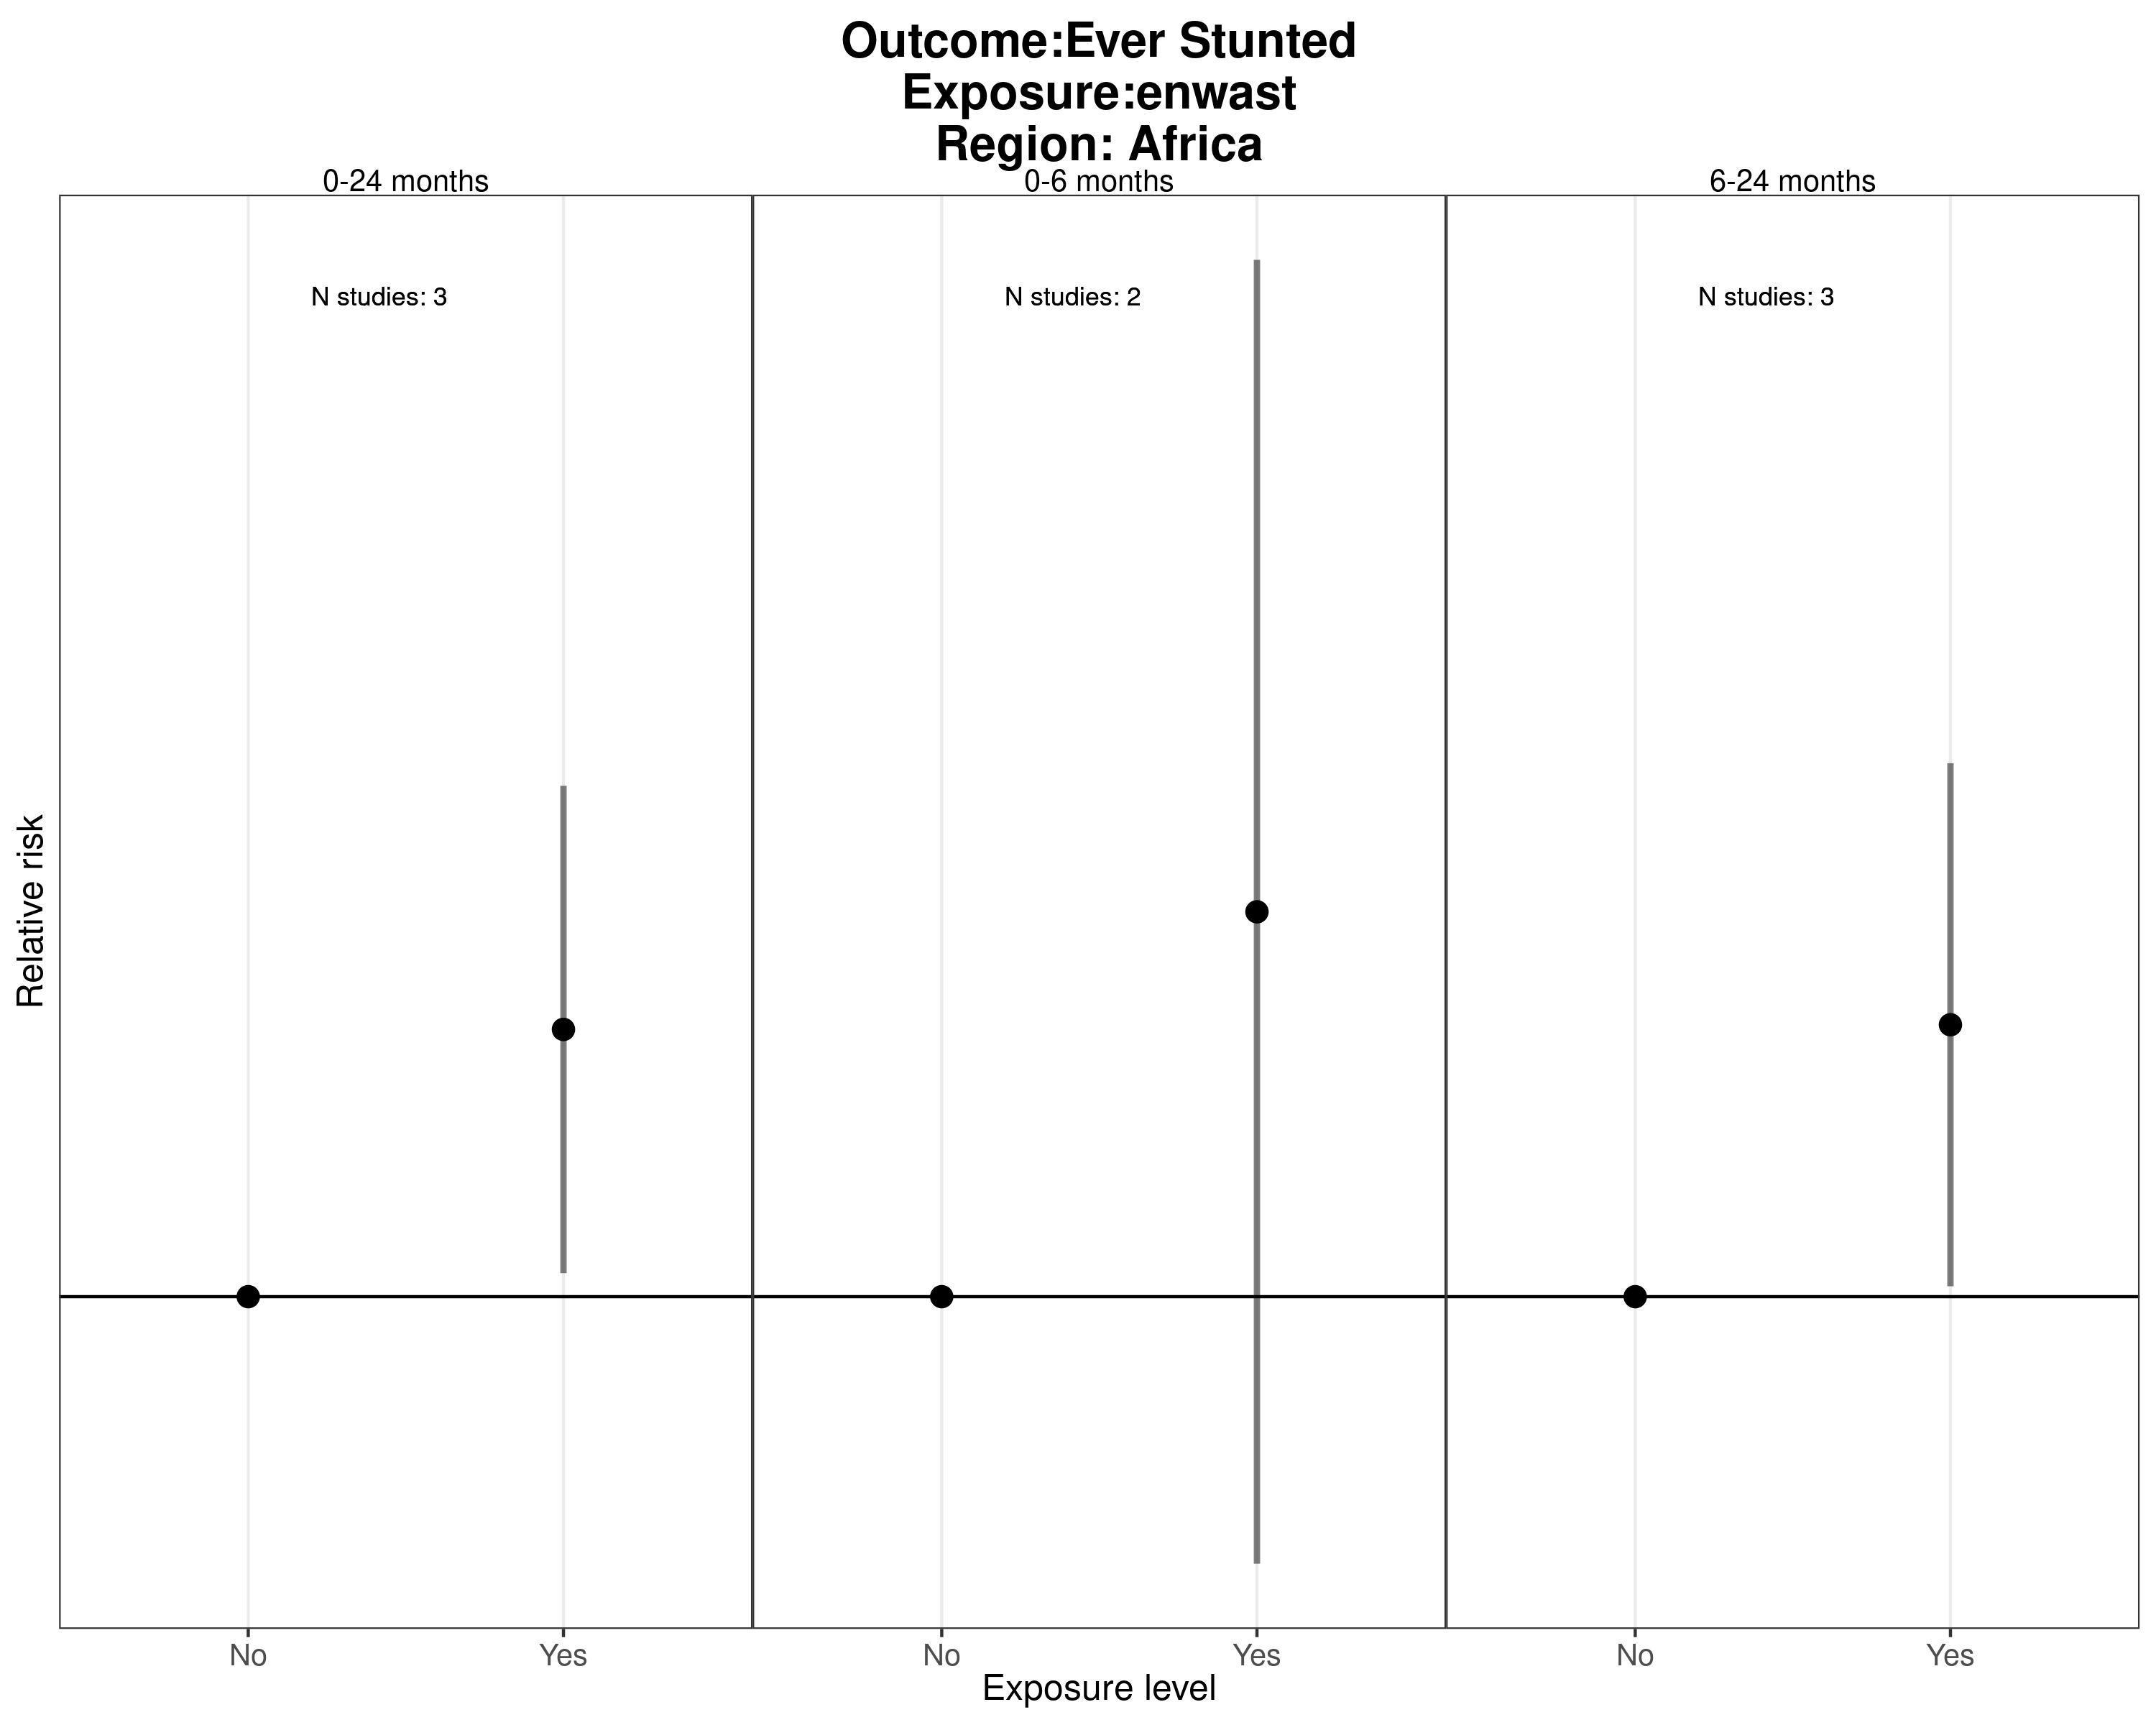 Outcome:Ever Stunted
Exposure:enwast
Region: Africa
0-24 months
0-6 months
6-24 months
N studies: 3
N studies: 2
N studies: 3
Relative risk
No
Yes
No
Yes
No
Yes
Exposure level